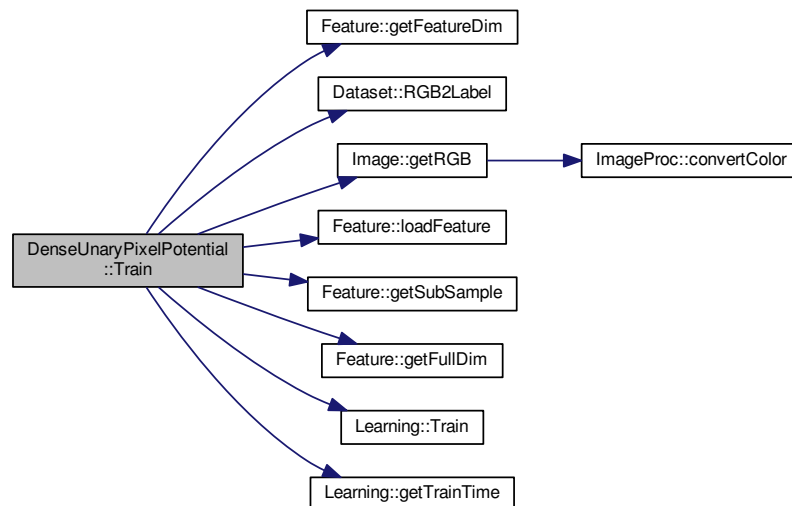 Feature::getFeatureDim
Dataset::RGB2Label
Image::getRGB
ImageProc::convertColor
DenseUnaryPixelPotential
::Train
Feature::loadFeature
Feature::getSubSample
Feature::getFullDim
Learning::Train
Learning::getTrainTime